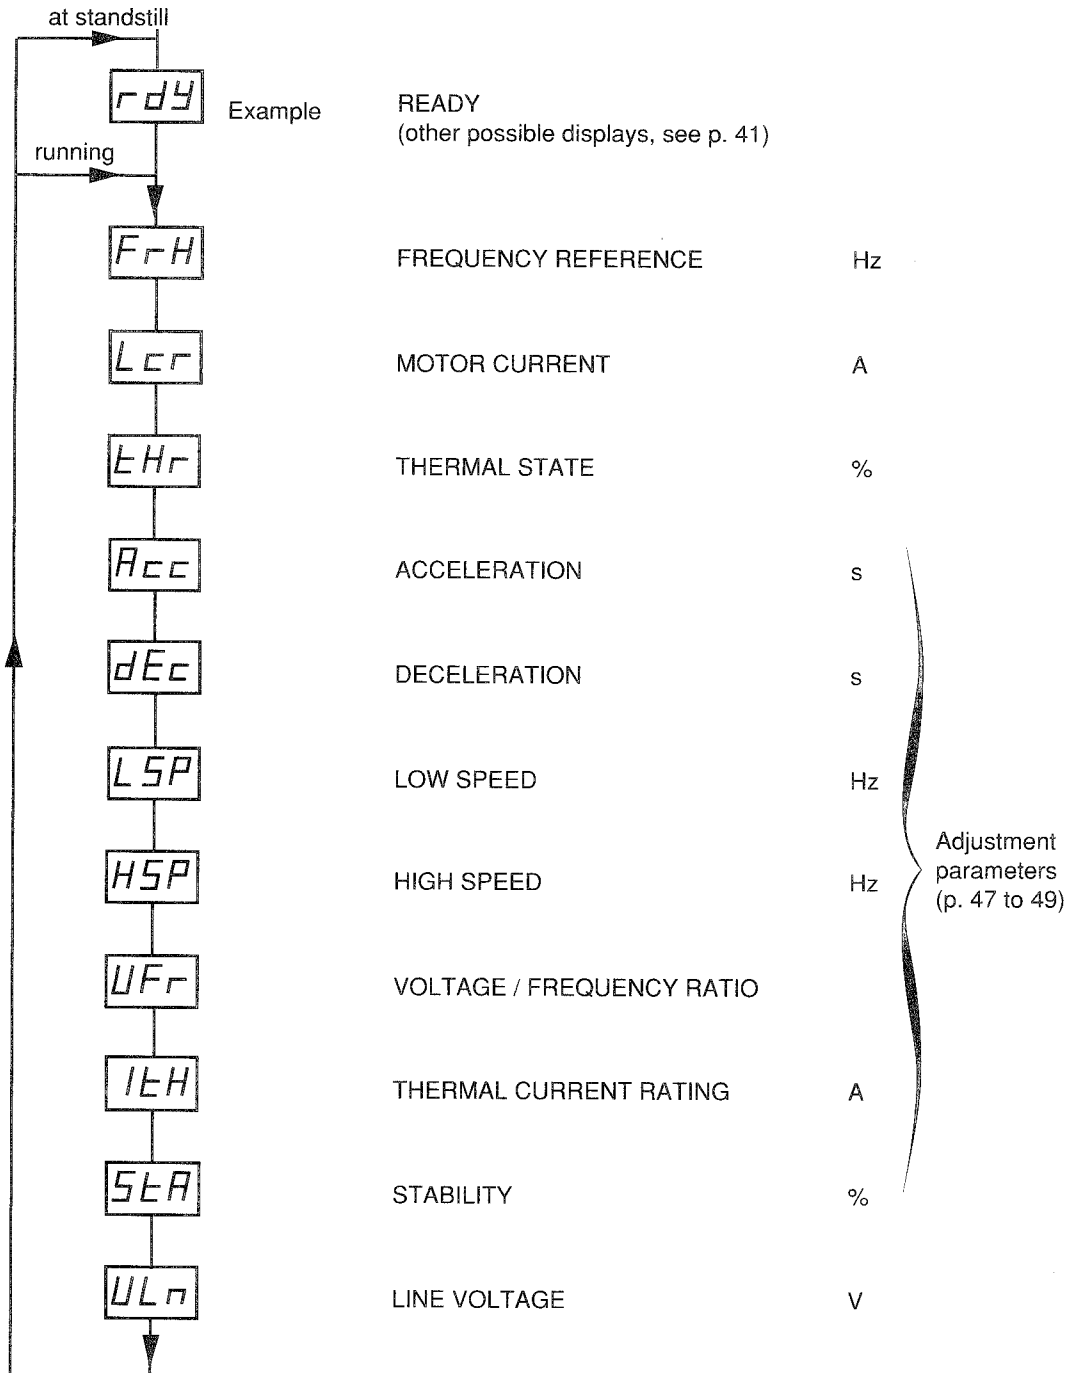 at standstill
rdY Example READY
(other possible displays, see p. 41)
running
FrH FREQUENCY REFERENCE Hz
Lcr MOTOR CURRENT A
tHr THERMAL STATE %
Acc ACCELERATION s
dEc DECELERATION s
LSP LOW SPEED Hz
HSP HIGH SPEED Hz
Adjustment
parameters
(p. 47 to 49)
UFr VOLTAGE / FREQUENCY RATIO
ItH THERMAL CURRENT RATING A
StA STABILITY %
ULn LINE VOLTAGE V